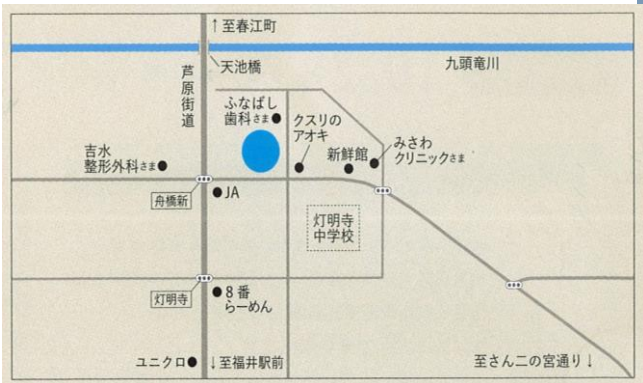 ↑至春江町
天池橋
九頭竜川
芦原街道
ふなばし
歯科さま
クスリの
アオキ
みさわ
クリニックさま
新鮮館
吉水
整形外科さま
舟橋新
JA
灯明寺
中学校
灯明寺
8番
らーめん
ユニクロ
↓至福井駅前
至さん二の宮通り↓